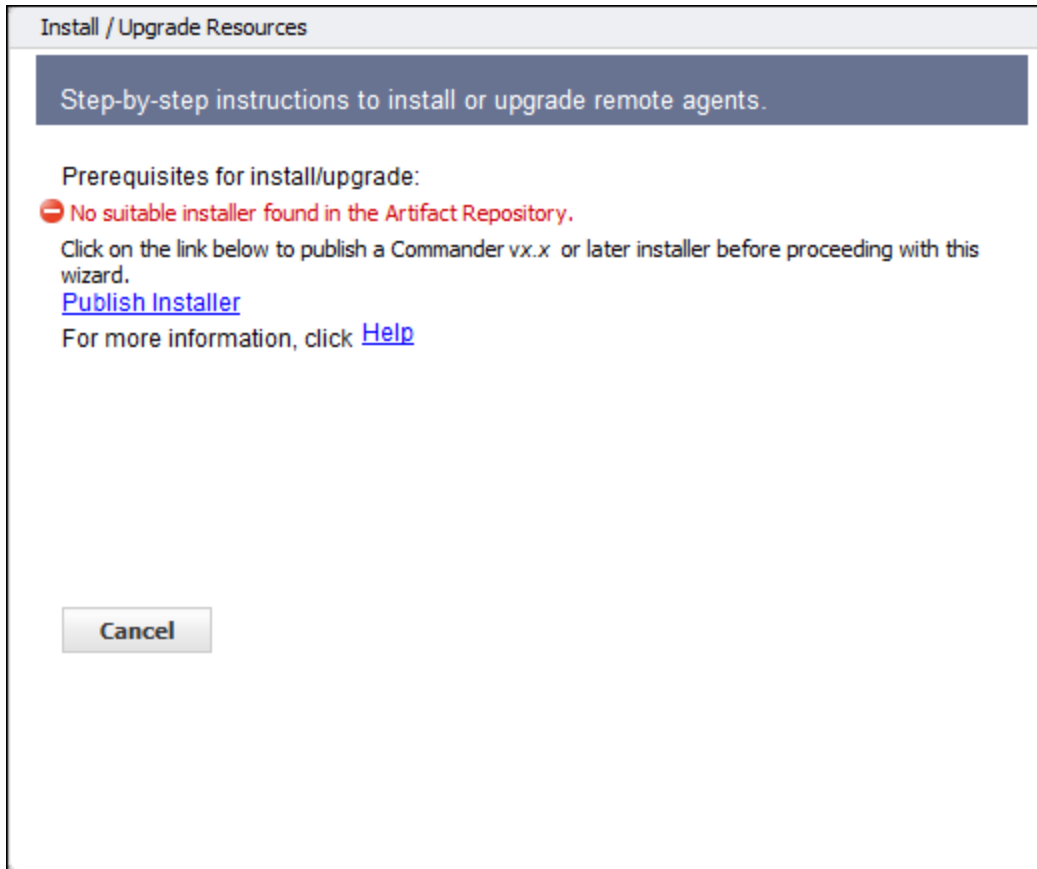 Install / Upgrade Resources
Step-by-step instructions to install or upgrade remote agents.
Prerequisites for install/upgrade:
No suitable installer found in the Artifact Repository.
Click on the link below to publish a Commander vx.x or later installer before proceeding with this
wizard.
Publish Installer
For more information, click Help
Cancel